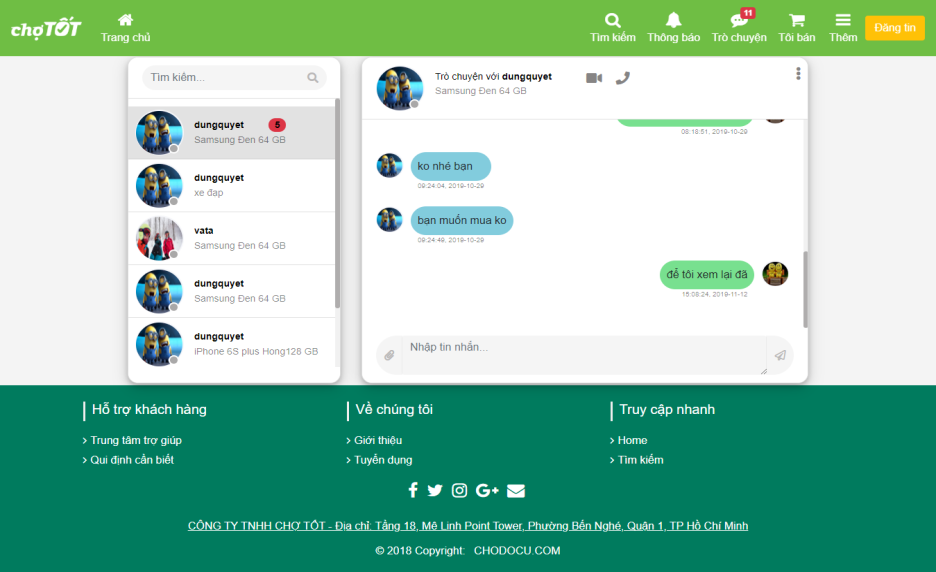 chợTỐT
Trang chủ
11
Tìm kiếm
Thông báo
Trò chuyện
Tôi bán
Thêm
Đăng tin
Tìm kiếm...
dungquyet
5
Samsung Đen 64 GB
dungquyet
xe đạp
vata
Samsung Đen 64 GB
dungquyet
Samsung Đen 64 GB
dungquyet
iPhone 6S plus Hong128 GB
Trò chuyện với dungquyet
Samsung Đen 64 GB
08:18:51, 2019-10-29
ko nhé bạn
09:24:04, 2019-10-29
bạn muốn mua ko
09:24:49, 2019-10-29
để tôi xem lại đã
15:08:24, 2019-11-12
Nhập tin nhắn...
Hỗ trợ khách hàng
Trung tâm trợ giúp
Qui định cần biết
Về chúng tôi
Giới thiệu
Tuyển dụng
Truy cập nhanh
Home
Tìm kiếm
CÔNG TY TNHH CHỢ TỐT - Địa chỉ: Tầng 18, Mê Linh Point Tower, Phường Bến Nghé, Quận 1, TP Hồ Chí Minh
© 2018 Copyright: CHODOCU.COM